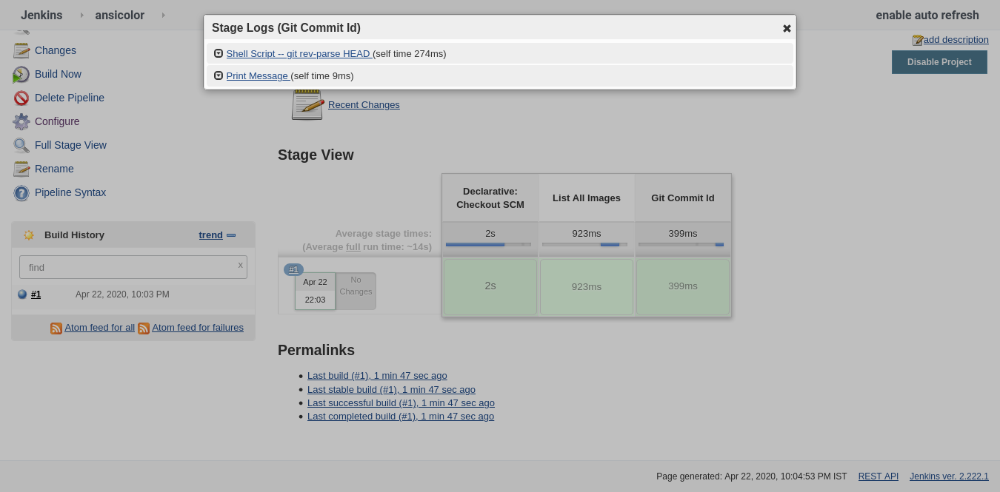 Jenkins ansicolor enable auto refresh
Stage Logs (Git Commit Id)
Shell Script -- git rev-parse HEAD (self time 274ms)
Print Message (self time 9ms)
add description
Disable Project
Changes
Build Now
Delete Pipeline
Configure
Full Stage View
Rename
Pipeline Syntax
Build History trend
find x
#1 Apr 22, 2020, 10:03 PM
Atom feed for all Atom feed for failures
Recent Changes
Stage View
Declarative:
Checkout SCM
List All Images
Git Commit Id
Average stage times:
(Average full run time: ~14s)
2s 923ms 399ms
#1
Apr 22
22:03
No
Changes
2s 923ms 399ms
Permalinks
Last build (#1), 1 min 47 sec ago
Last stable build (#1), 1 min 47 sec ago
Last successful build (#1), 1 min 47 sec ago
Last completed build (#1), 1 min 47 sec ago
Page generated: Apr 22, 2020, 10:04:53 PM IST REST API Jenkins ver. 2.222.1